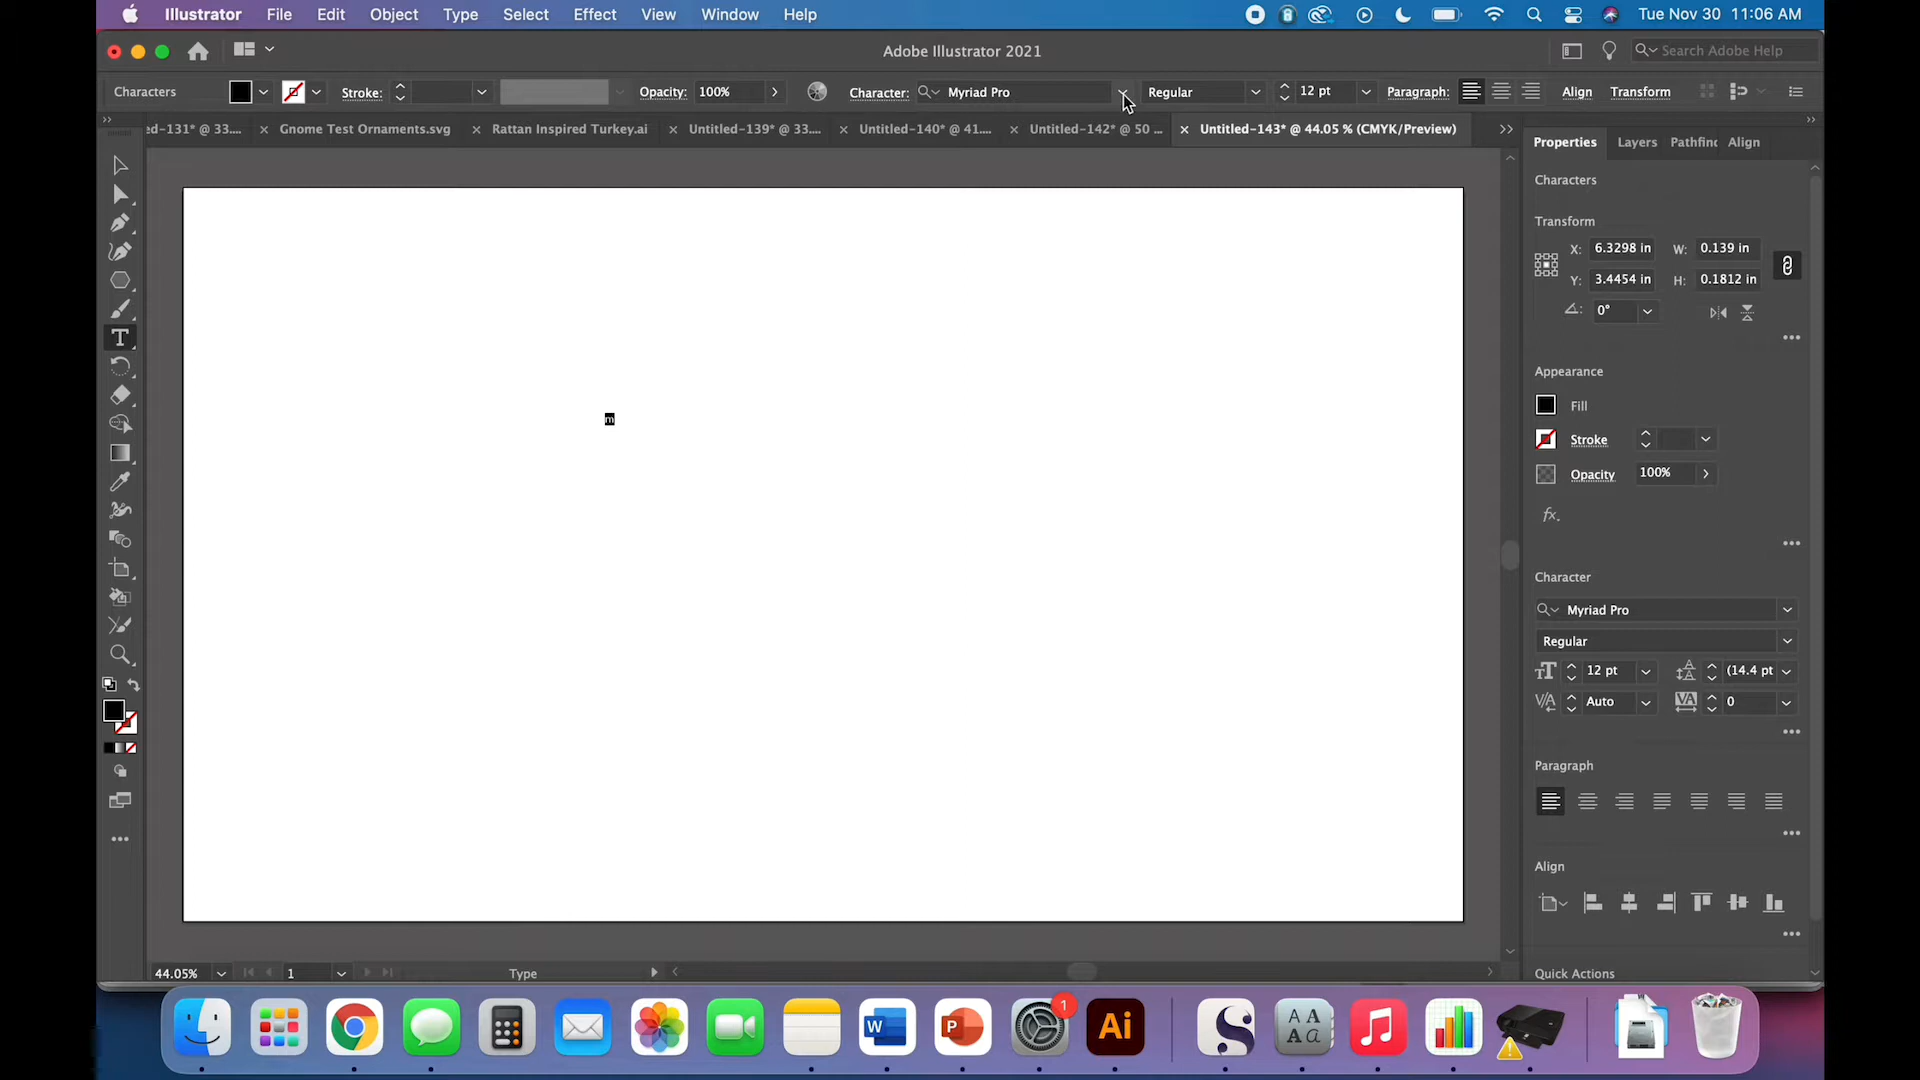 Illustrator File Edit Object Type Select Effect View Window Help Tue Nov 30 11:06 AM
Adobe Illustrator 2021 Search Adobe Help
Characters Stroke: Opacity: 100% Character: Myriad Pro Regular 12 pt Paragraph: Align Transform
ed-131* @ 33.... × Gnome Test Ornaments.svg × Rattan Inspired Turkey.ai × Untitled-139* @ 33.... × Untitled-140* @ 41.... × Untitled-142* @ 50 ... × Untitled-143* @ 44.05 % (CMYK/Preview)
Properties Layers Pathfinc Align
Characters
Transform
X: 6.3298 in W: 0.139 in
Y: 3.4454 in H: 0.1812 in
0°
Appearance
Fill
Stroke
Opacity 100%
fx.
m
Character
Myriad Pro
Regular
12 pt (14.4 pt
Auto 0
Paragraph
Align
Quick Actions
44.05% 1 Type
1
W P Ai